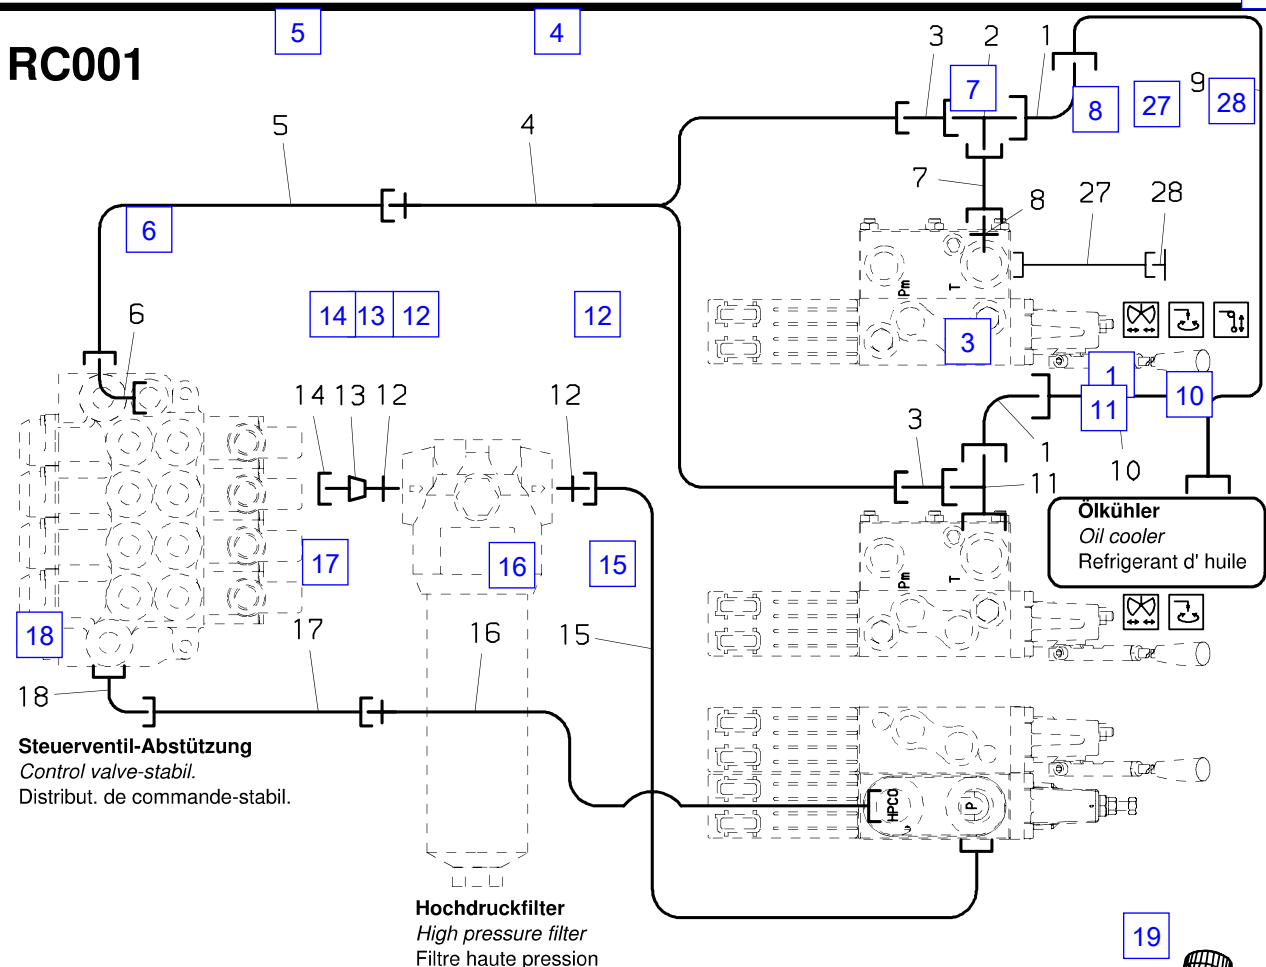 5
4
RC001
3
2
1
7
8
27
9
28
5
4
7
8
27
28
6
Pm
T
14
13
12
12
6
3
1
10
11
14
13
12
12
3
1
10
11
Ölkühler
Oil cooler
Refrigerant d' huile
Pm
T
17
16
15
18
17
16
15
18
Steuerventil-Abstützung
Control valve-stabil.
Distribut. de commande-stabil.
HPCO
P
Hochdruckfilter
High pressure filter
Filtre haute pression
19